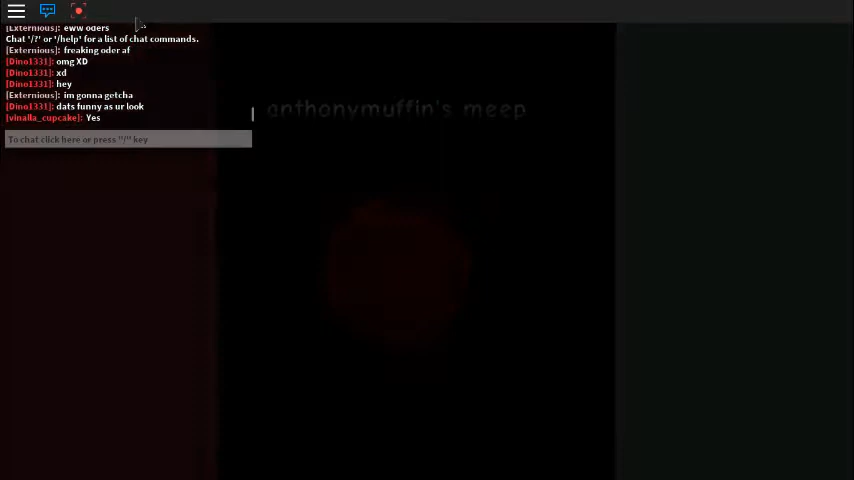 [Externious]: eww oders
Chat '/?' or '/help' for a list of chat commands.
[Externious]: freaking oder af
[Dino1331]: omg XD
[Dino1331]: xd
[Dino1331]: hey
[Externious]: im gonna getcha
[Dino1331]: dats funny as ur look
[vinalla_cupcake]: Yes
To chat click here or press "/" key
anthonymuffin's meep